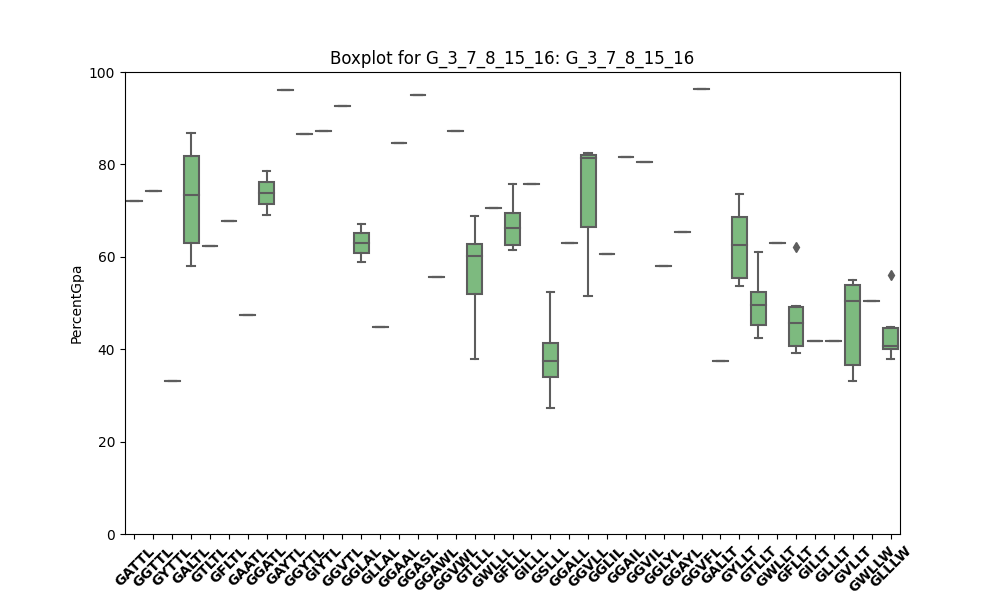 Boxplot for G_3_7_8_15_16: G_3_7_8_15_16
PercentGpa
100
80
60
40
20
0
GATTL
GGTTL
GYTTL
GALTL
GTLTL
GFLTL
GAATL
GGATL
GAYTL
GGYTL
GIYTL
GGVTL
GGLAL
GLLAL
GGAAL
GGASL
GGAWL
GGVWL
GTLLL
GWLLL
GFLLL
GILLL
GSLLL
GGALL
GGVLL
GGLIL
GGAIL
GGVIL
GGLYL
GGAYL
GGVFL
GALLT
GYLLT
GTLLT
GWLLT
GFLLT
GILLT
GLLLT
GVLLT
GWLLW
GLLLW